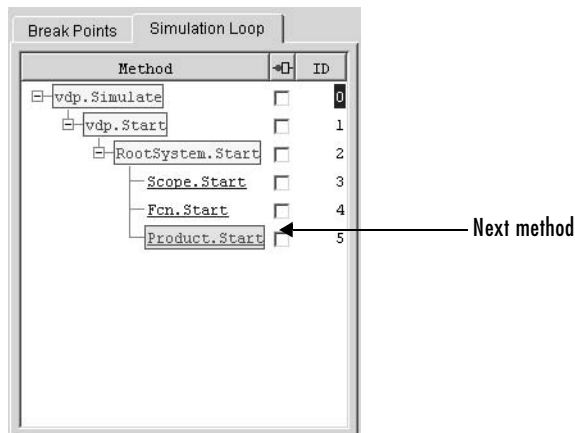 Break Points Simulation Loop
Method ID
vdp.Simulate 0
vdp.Start 1
RootSystem.Start 2
Scope.Start 3
Fcn.Start 4
Product.Start 5
Next method